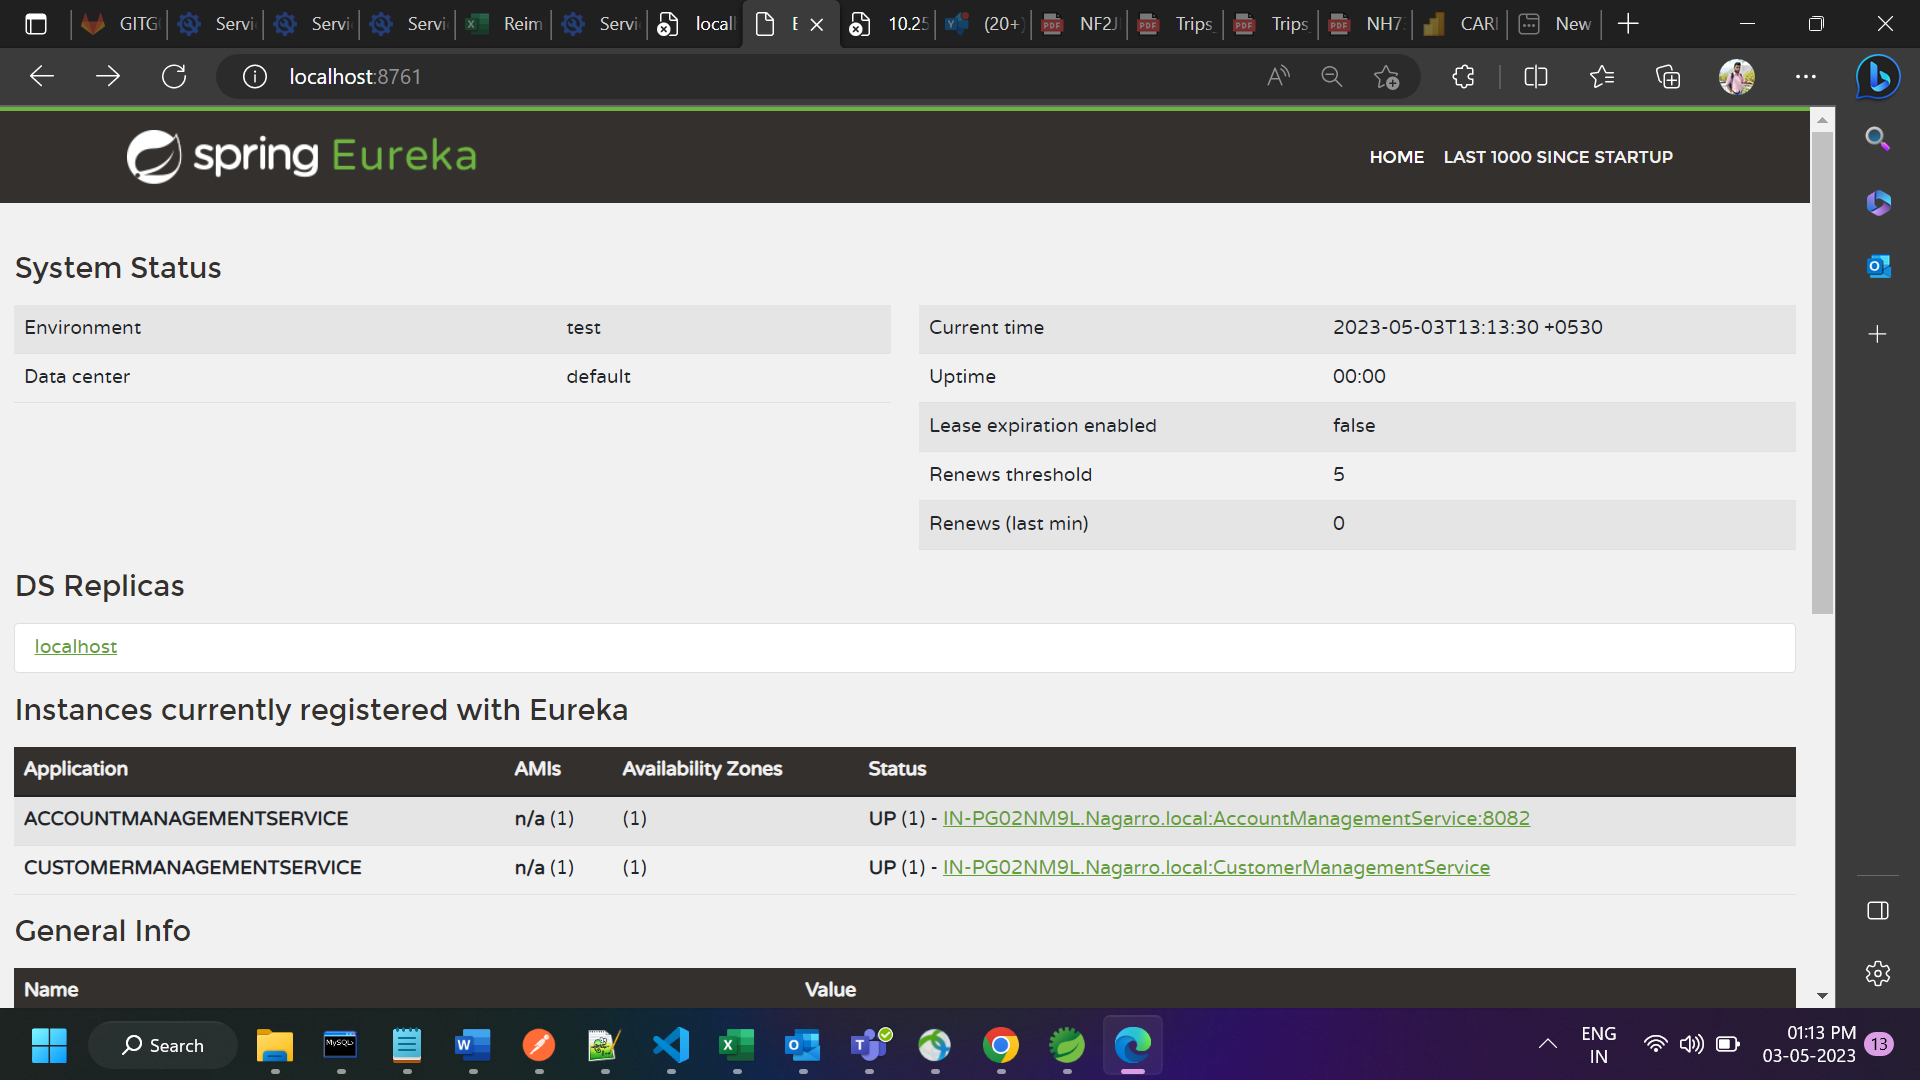 GITG
Servi
Servi
Servi
Reim
Servi
locall
E
10.25
(20+)
NF2J
Trips_
Trips_
NH7
CARI
New
localhost:8761
spring Eureka
HOME
LAST 1000 SINCE STARTUP
System Status
Environment test
Data center default
Current time 2023-05-03T13:13:30 +0530
Uptime 00:00
Lease expiration enabled false
Renews threshold 5
Renews (last min) 0
DS Replicas
localhost
Instances currently registered with Eureka
Application AMIs Availability Zones Status
ACCOUNTMANAGEMENTSERVICE n/a (1) (1) UP (1) - IN-PG02NM9L.Nagarro.local:AccountManagementService:8082
CUSTOMERMANAGEMENTSERVICE n/a (1) (1) UP (1) - IN-PG02NM9L.Nagarro.local:CustomerManagementService
General Info
Name Value
Search
ENG
IN
01:13 PM
03-05-2023
13